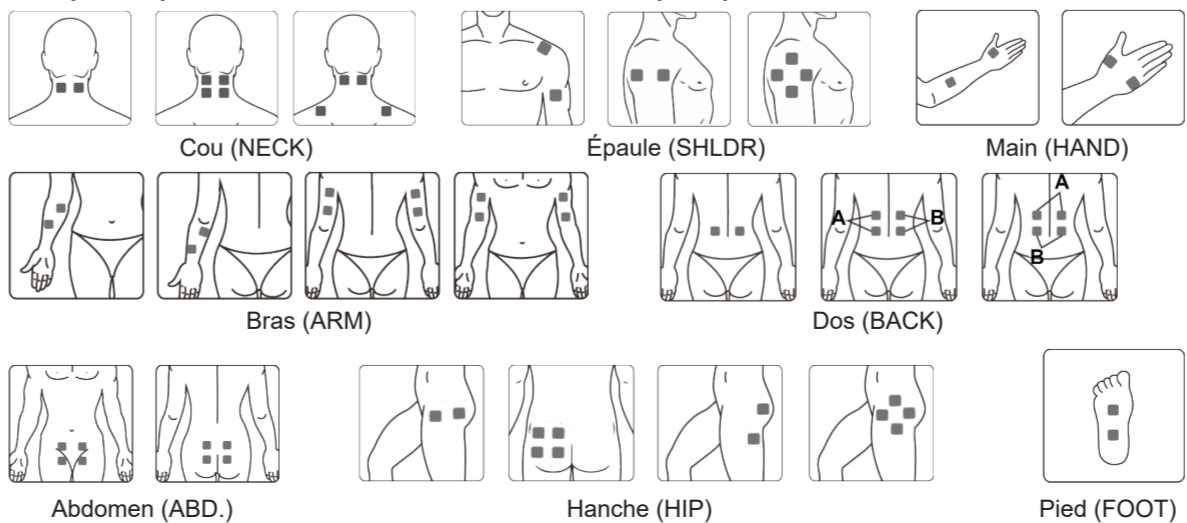 Cou (NECK)
Épaule (SHLDR)
Main (HAND)
A
B
A
B
Bras (ARM)
Dos (BACK)
Abdomen (ABD.)
Hanche (HIP)
Pied (FOOT)